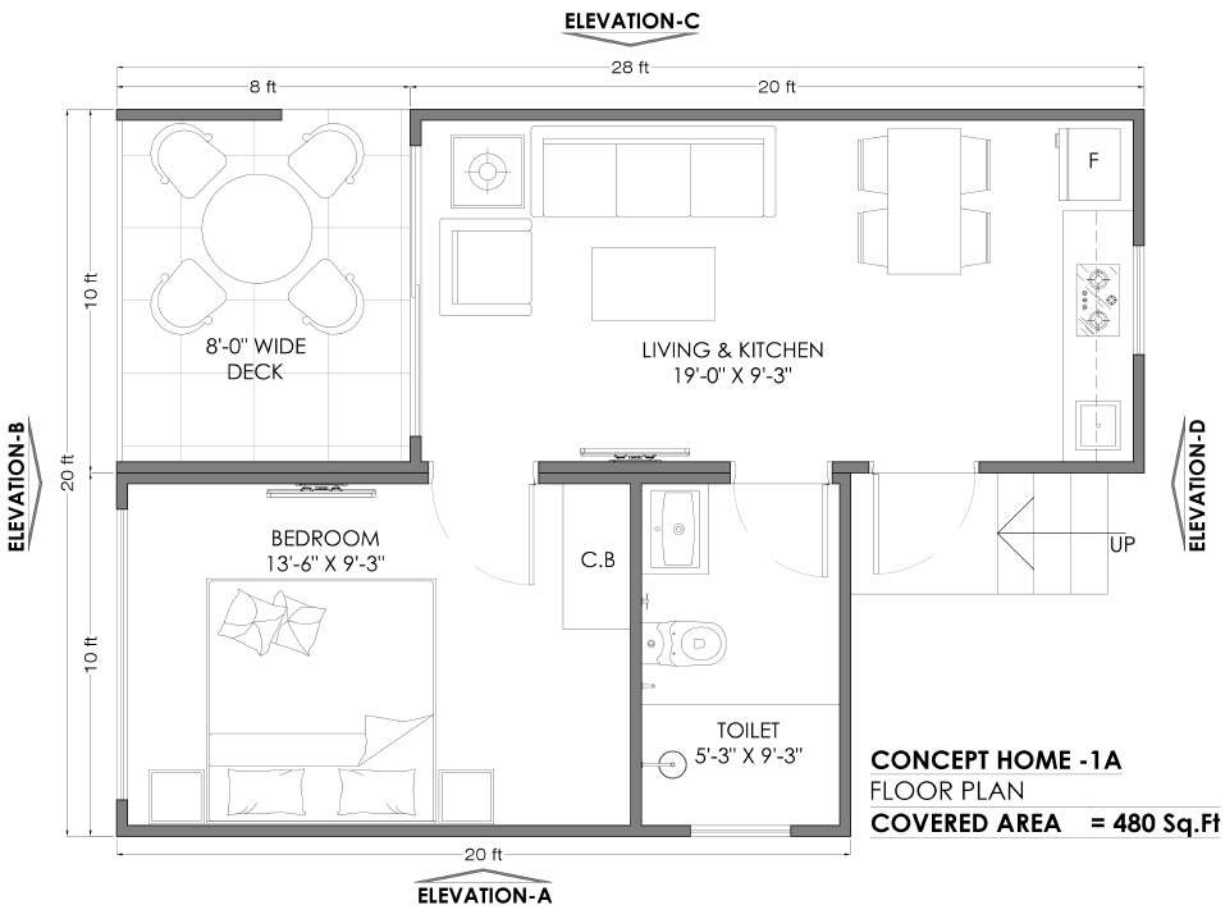 ELEVATION-C
28 ft
8 ft
20 ft
F
10 ft
8'-0" WIDE
DECK
LIVING & KITCHEN
19'-0" X 9'-3"
ELEVATION-B
20 ft
ELEVATION-D
BEDROOM
13'-6" X 9'-3"
C.B
UP
10 ft
TOILET
5'-3" X 9'-3"
CONCEPT HOME -1A
FLOOR PLAN
COVERED AREA = 480 Sq.Ft
20 ft
ELEVATION-A